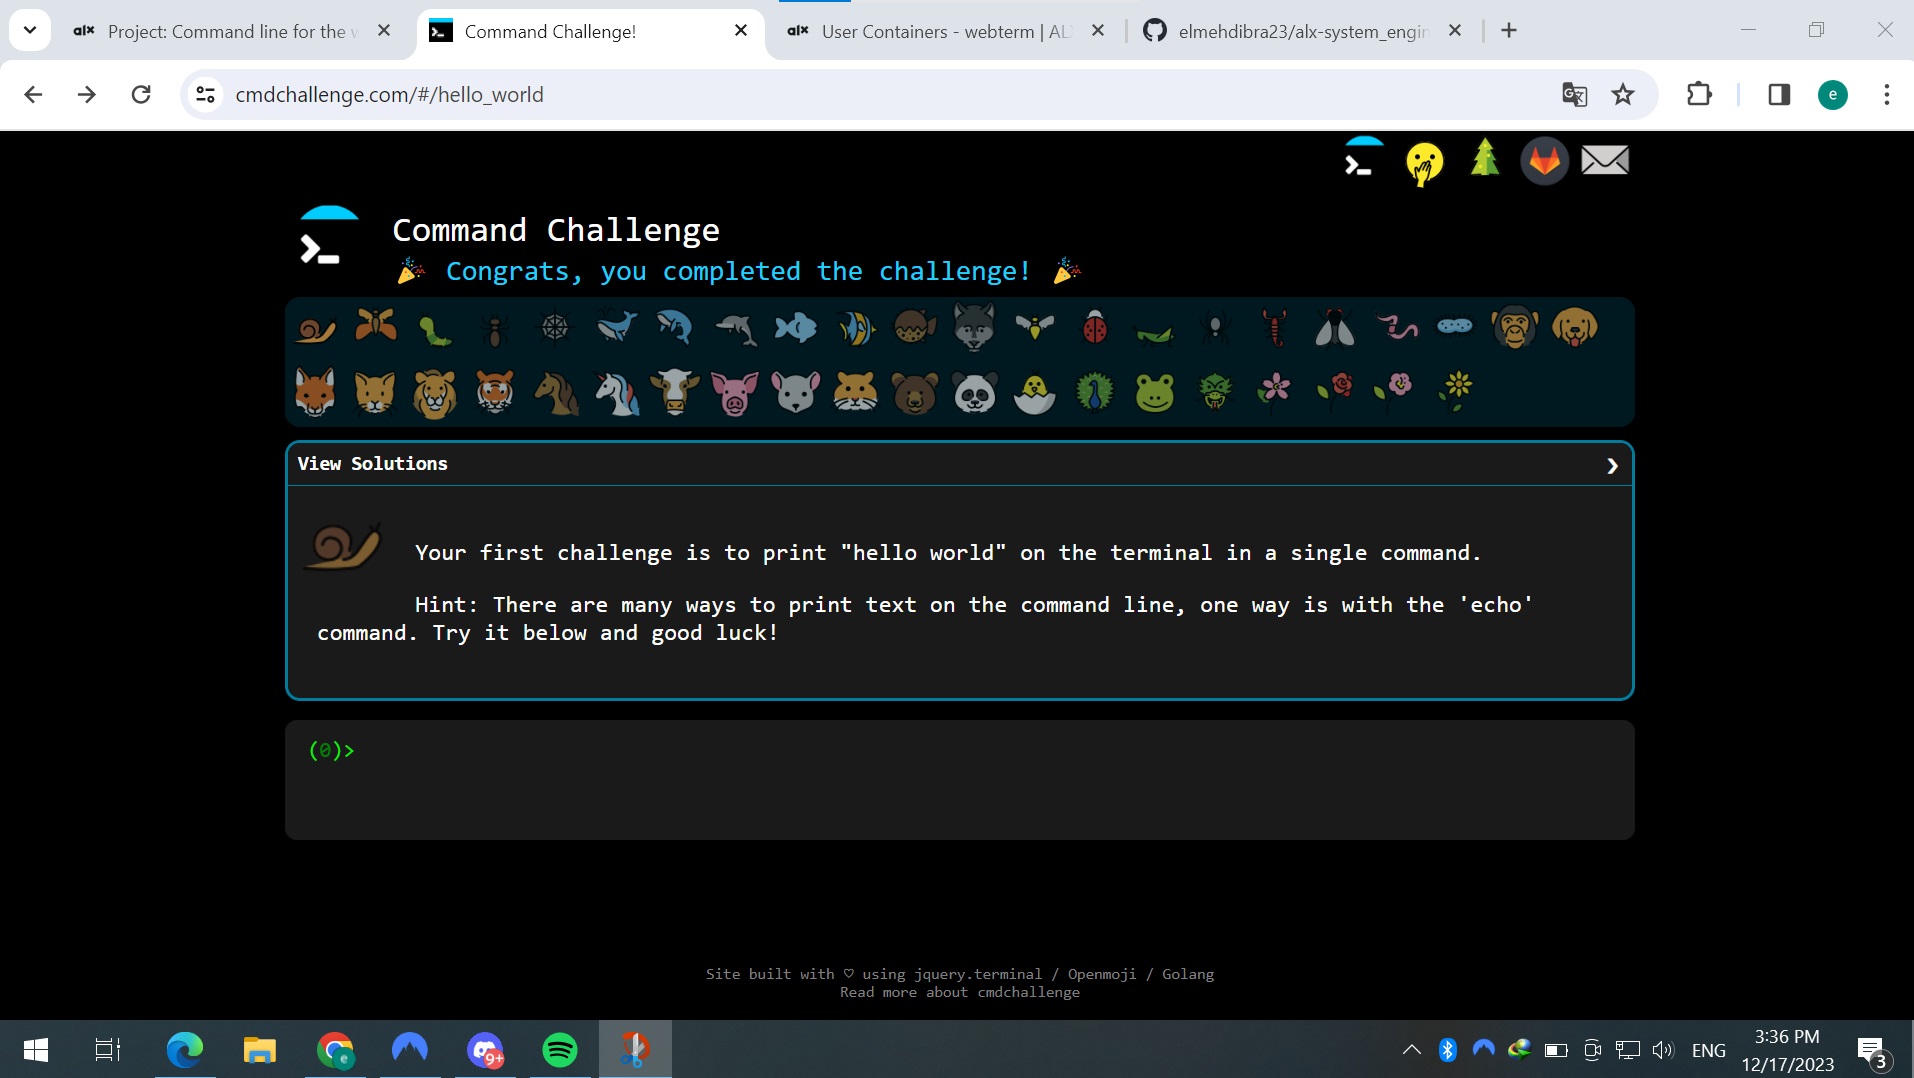 alx Project: Command line for the w
Command Challenge!
alx User Containers - webterm | AL
elmehdibra23/alx-system_engin
cmdchallenge.com/#/hello_world
e
Command Challenge
Congrats, you completed the challenge!
View Solutions
Your first challenge is to print "hello world" on the terminal in a single command.
Hint: There are many ways to print text on the command line, one way is with the 'echo'
command. Try it below and good luck!
(0)>
Site built with ♡ using jquery.terminal / Openmoji / Golang
Read more about cmdchallenge
e
9+
ENG
3:36 PM
12/17/2023
3